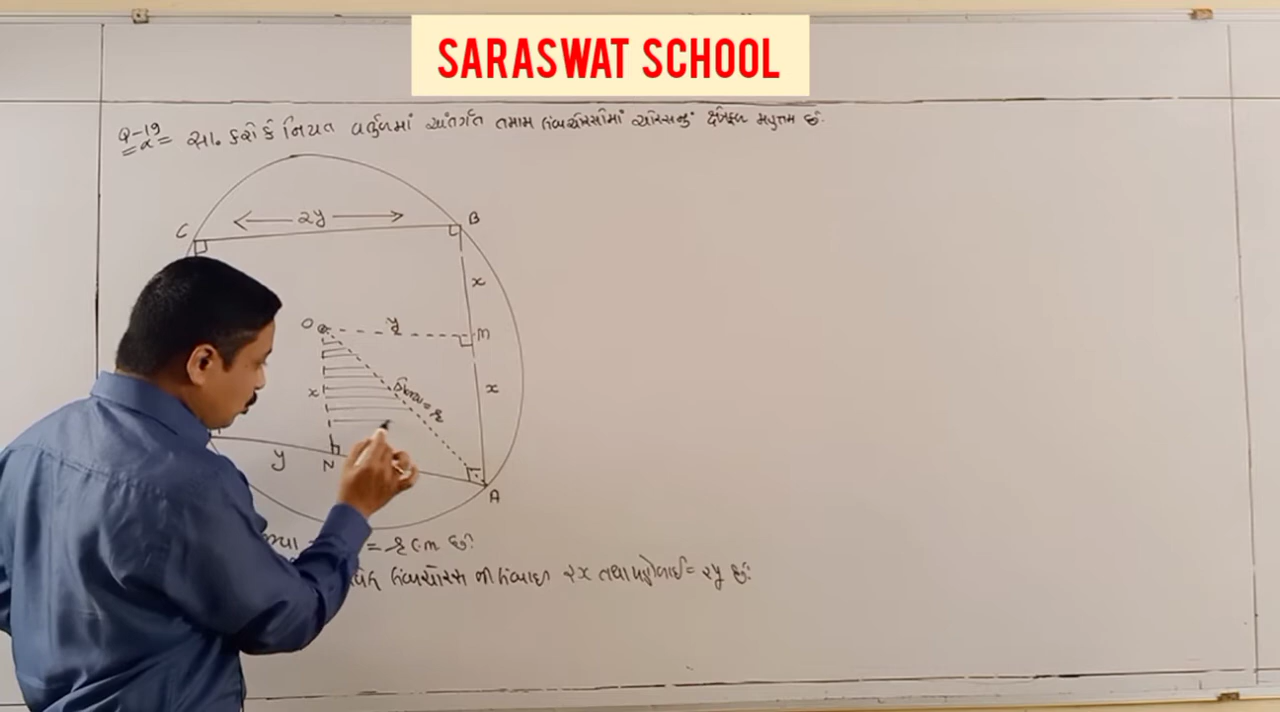 SARASWAT SCHOOL
Q-19 સા. કરો કે નિયત વર્તુળમાં અંતર્ગત તમામ લંબચોરસોમાં ચોરસનું ક્ષેત્રફળ મહત્તમ છે.
C
2y
B
x
O
y
M
x
x
y
N
A
= cm છે.
લંબચોરસ ની લંબાઇ 2x તથા પહોળાઈ = 2y છે.